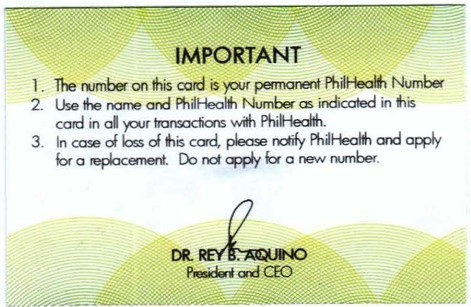 IMPORTANT
1. The number on this card is your permanent PhilHealth Number
2. Use the name and PhilHealth Number as indicated in this
card in all your transactions with PhilHealth.
3. In case of loss of this card, please notify PhilHealth and apply
for a replacement. Do not apply for a new number.
DR. REY B. AQUINO
President and CEO